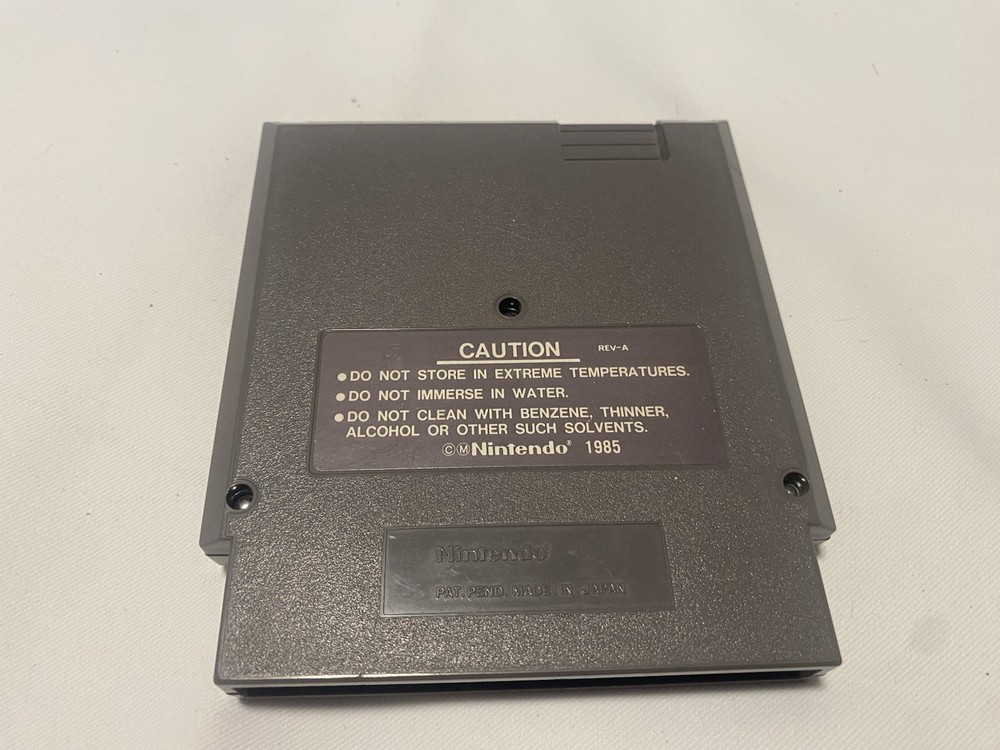 CAUTION REV-A
●DO NOT STORE IN EXTREME TEMPERATURES.
●DO NOT IMMERSE IN WATER.
●DO NOT CLEAN WITH BENZENE, THINNER,
ALCOHOL OR OTHER SUCH SOLVENTS.
©Ⓜ Nintendo® 1985
Nintendo®
PAT. PEND. MADE IN JAPAN